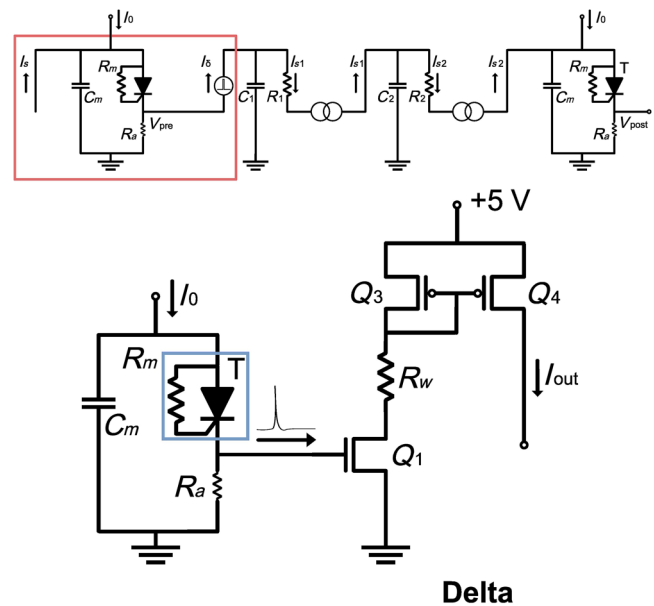 I0
I0
Is
Rm
Cm
Vpre
Ra
Iδ
C1
Is1
R1
Is1
C2
Is2
R2
Is2
Rm
T
Cm
Vpost
Ra
+5 V
Q3
Q4
I0
Rm
T
Rw
Iout
Cm
Q1
Ra
Delta